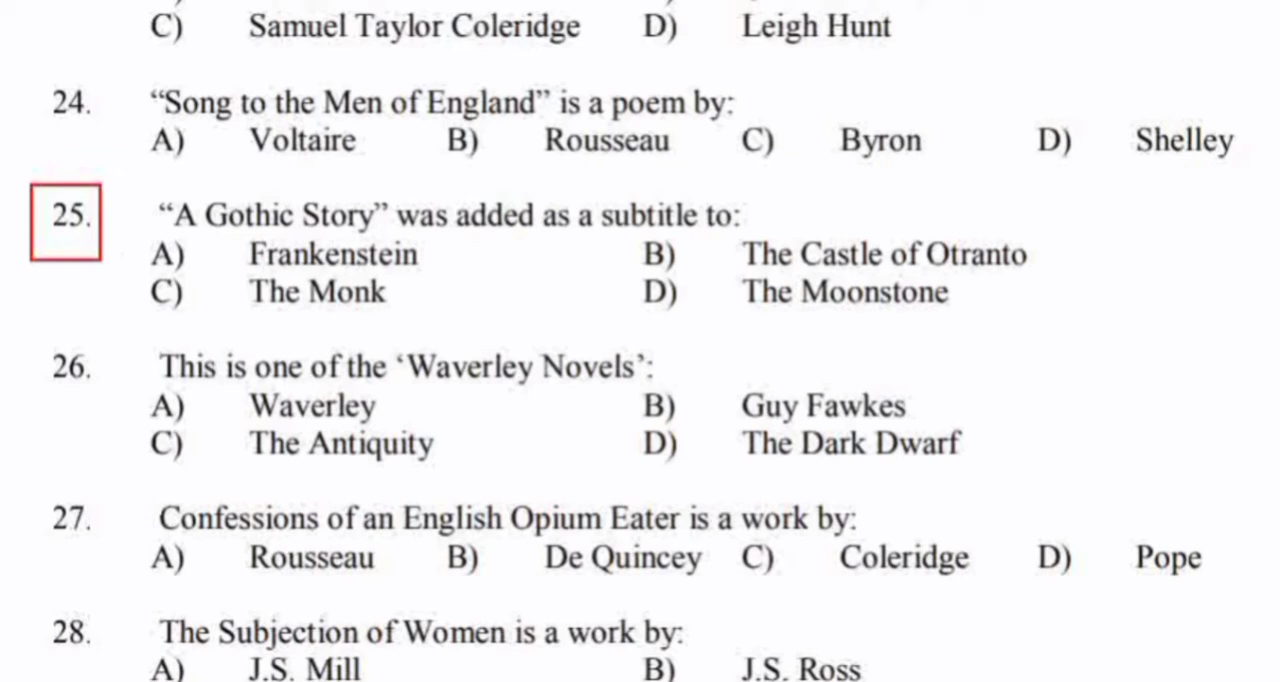 C) Samuel Taylor Coleridge D) Leigh Hunt
24. “Song to the Men of England” is a poem by:
A) Voltaire B) Rousseau C) Byron D) Shelley
25. “A Gothic Story” was added as a subtitle to:
A) Frankenstein B) The Castle of Otranto
C) The Monk D) The Moonstone
26. This is one of the ‘Waverley Novels’:
A) Waverley B) Guy Fawkes
C) The Antiquity D) The Dark Dwarf
27. Confessions of an English Opium Eater is a work by:
A) Rousseau B) De Quincey C) Coleridge D) Pope
28. The Subjection of Women is a work by:
A) J.S. Mill B) J.S. Ross